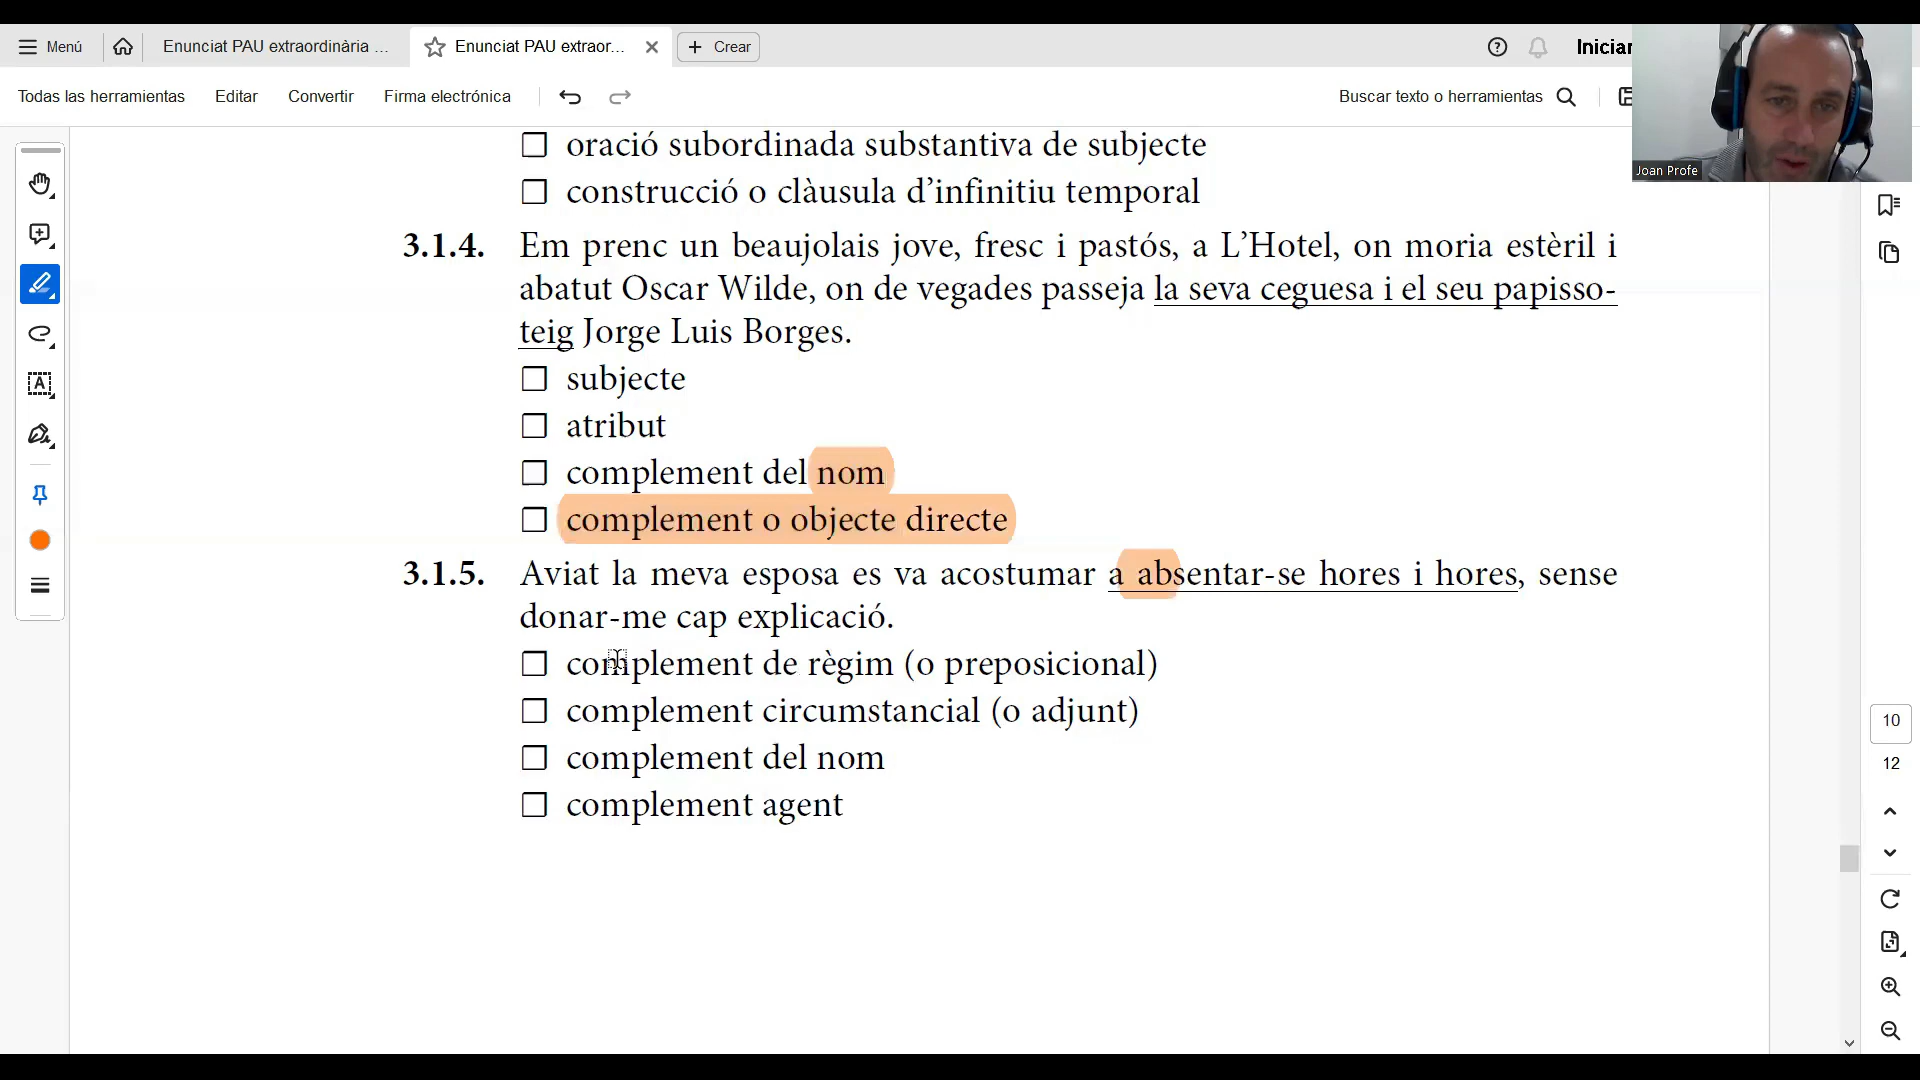 Menú
Enunciat PAU extraordinària ...
Enunciat PAU extraor...
Crear
Iniciar
Todas las herramientas
Editar
Convertir
Firma electrónica
Buscar texto o herramientas
Joan Profe
oració subordinada substantiva de subjecte
construcció o clàusula d’infinitiu temporal
3.1.4. Em prenc un beaujolais jove, fresc i pastós, a L’Hotel, on moria estèril i
abatut Oscar Wilde, on de vegades passeja la seva ceguesa i el seu papisso-
teig Jorge Luis Borges.
subjecte
atribut
complement del nom
complement o objecte directe
3.1.5. Aviat la meva esposa es va acostumar a absentar-se hores i hores, sense
donar-me cap explicació.
complement de règim (o preposicional)
complement circumstancial (o adjunt)
complement del nom
complement agent
10
12